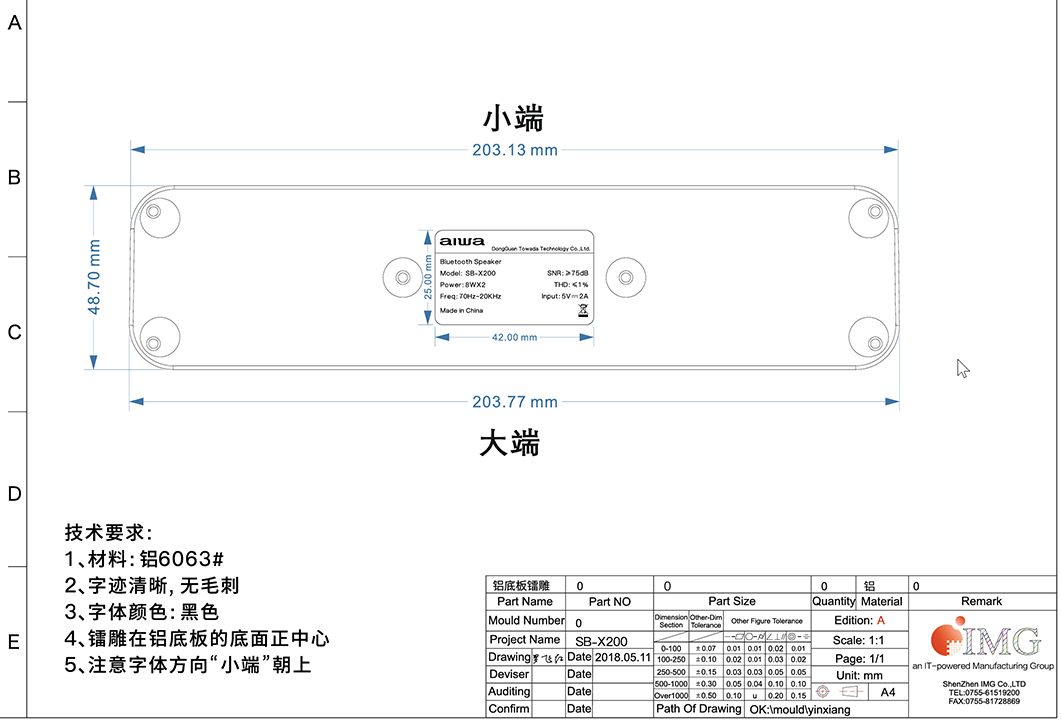 A
B
C
D
E
小端
203.13 mm
48.70 mm
aiwa
DongGuan Towada Technology Co.,Ltd.
Bluetooth Speaker
Model: SB-X200 SNR: ≥75dB
Power: 8WX2 THD: ≤1%
Freq: 70Hz~20KHz Input: 5V⎓2A
Made in China
25.00 mm
42.00 mm
203.77 mm
大端
技术要求:
1、材料: 铝6063#
2、字迹清晰, 无毛刺
3、字体颜色: 黑色
4、镭雕在铝底板的底面正中心
5、注意字体方向“小端”朝上
铝底板镭雕 0 0 0 铝 0
Part Name Part NO Part Size Quantity Material Remark
Mould Number 0
Project Name SB-X200
Drawing Date 2018.05.11
Deviser Date
Auditing Date
Confirm Date
Dimension Section Other-Dim Tolerance Other Figure Tolerance
0-100 ±0.07 0.01 0.01 0.02 0.01
100-250 ±0.10 0.02 0.01 0.03 0.02
250-500 ±0.15 0.03 0.03 0.05 0.05
500-1000 ±0.30 0.05 0.04 0.10 0.10
Over1000 ±0.50 0.10 u 0.20 0.15
Path Of Drawing OK:\mould\yinxiang
Edition: A
Scale: 1:1
Page: 1/1
Unit: mm
A4
IMG
an IT-powered Manufacturing Group
ShenZhen IMG Co.,LTD
TEL:0755-61519200
FAX:0755-81728869